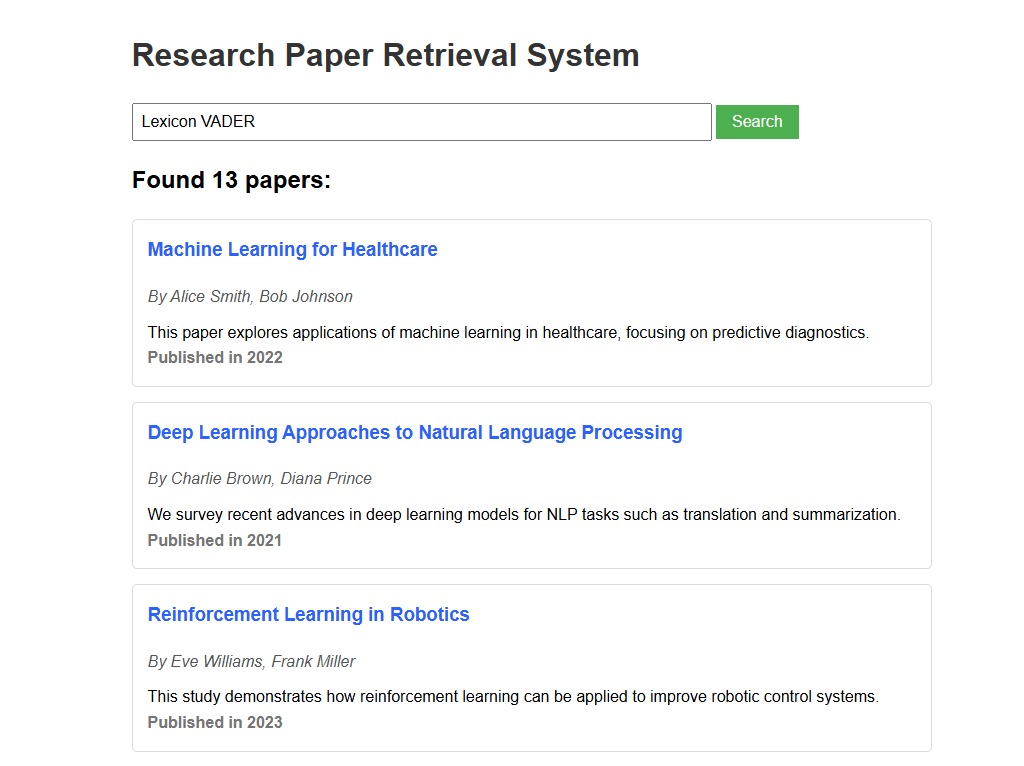 Research Paper Retrieval System
Lexicon VADER
Search
Found 13 papers:
Machine Learning for Healthcare
By Alice Smith, Bob Johnson
This paper explores applications of machine learning in healthcare, focusing on predictive diagnostics.
Published in 2022
Deep Learning Approaches to Natural Language Processing
By Charlie Brown, Diana Prince
We survey recent advances in deep learning models for NLP tasks such as translation and summarization.
Published in 2021
Reinforcement Learning in Robotics
By Eve Williams, Frank Miller
This study demonstrates how reinforcement learning can be applied to improve robotic control systems.
Published in 2023